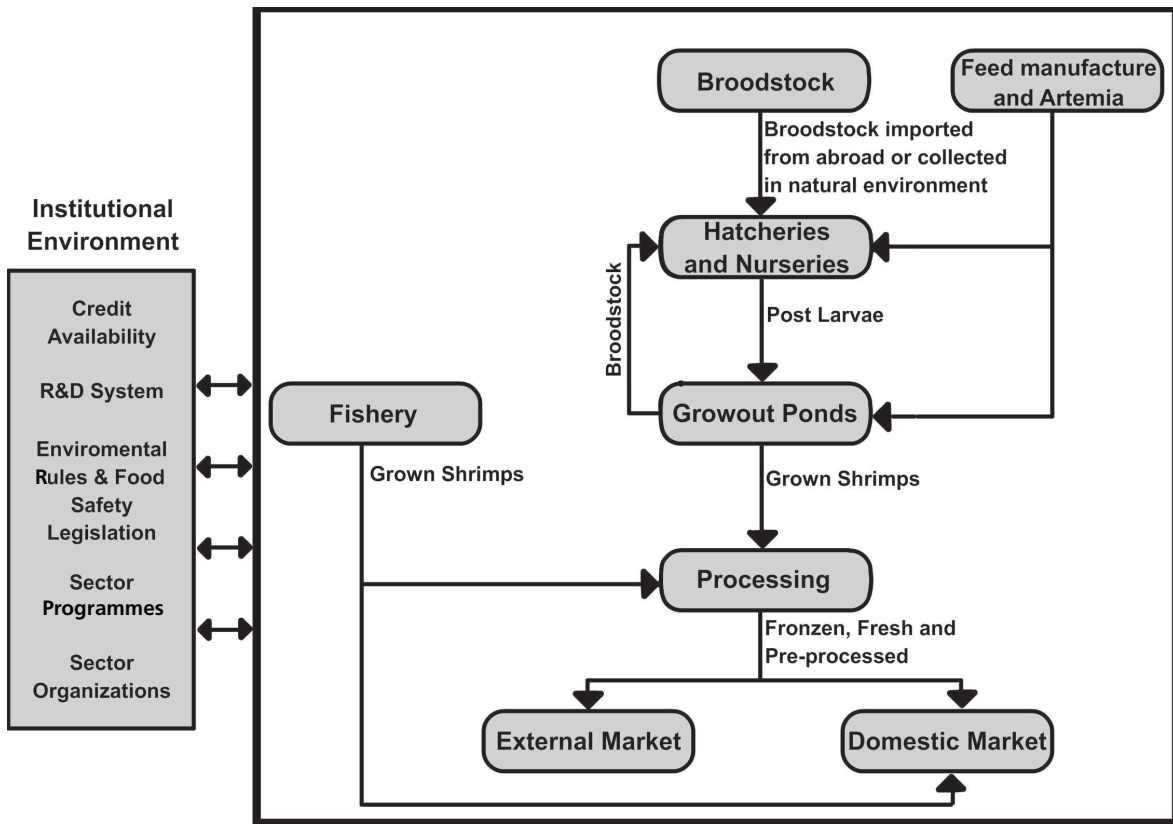 Institutional
Environment
Credit
Availability
R&D System
Enviromental
Rules & Food
Safety
Legislation
Sector
Programmes
Sector
Organizations
Broodstock
Feed manufacture
and Artemia
Broodstock imported
from abroad or collected
in natural environment
Hatcheries
and Nurseries
Broodstock
Post Larvae
Fishery
Growout Ponds
Grown Shrimps
Grown Shrimps
Processing
Fronzen, Fresh and
Pre-processed
External Market
Domestic Market